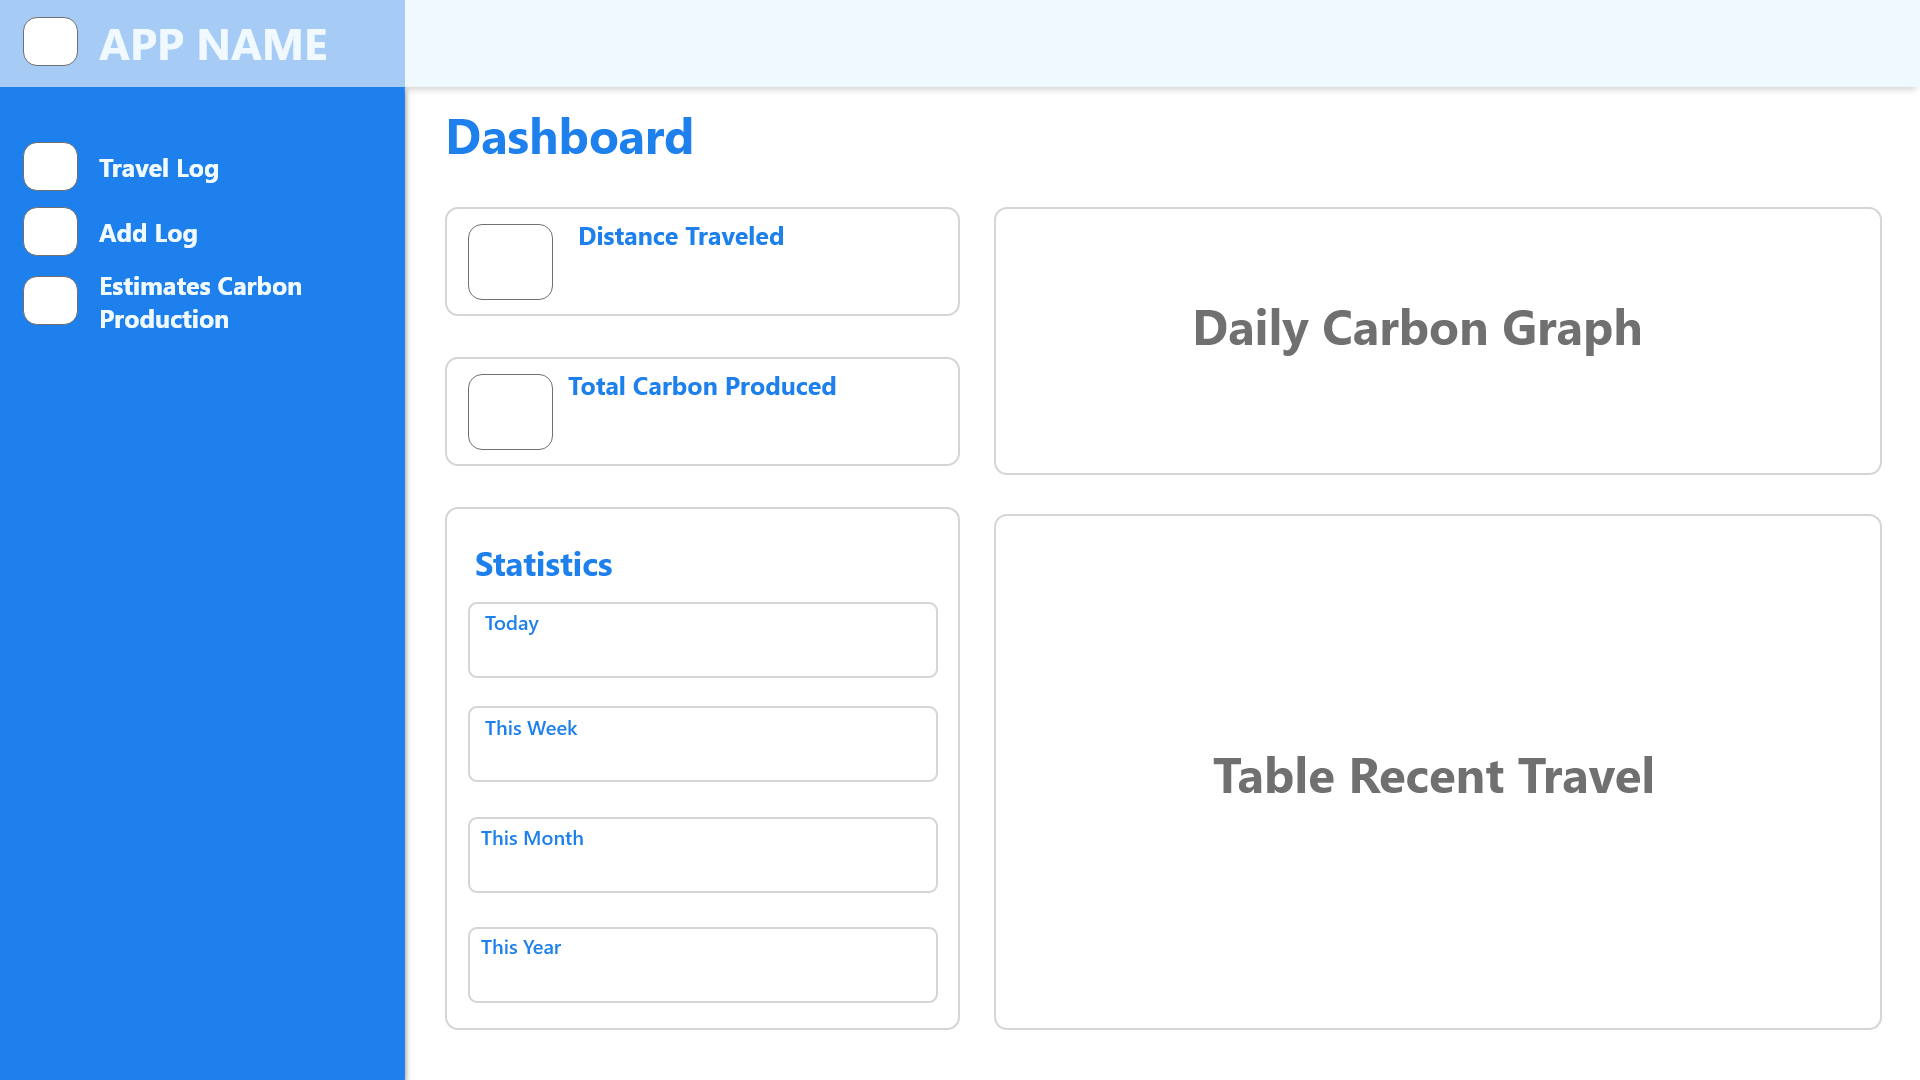 APP NAME
Travel Log
Add Log
Estimates Carbon
Production
Dashboard
Distance Traveled
Total Carbon Produced
Statistics
Today
This Week
This Month
This Year
Daily Carbon Graph
Table Recent Travel